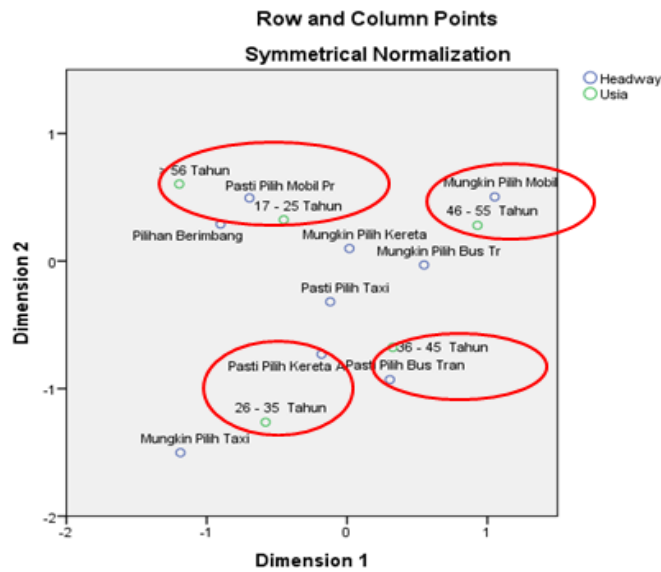 Row and Column Points
Symmetrical Normalization
Headway
Usia
Dimension 2
1
0
-1
-2
> 56 Tahun
Pasti Pilih Mobil Pr
17 - 25 Tahun
Pilihan Berimbang
Mungkin Pilih Mobil
46 - 55 Tahun
Mungkin Pilih Kereta
Mungkin Pilih Bus Tr
Pasti Pilih Taxi
36 - 45 Tahun
Pasti Pilih Kereta A
Pasti Pilih Bus Tran
26 - 35 Tahun
Mungkin Pilih Taxi
-2
-1
0
1
Dimension 1